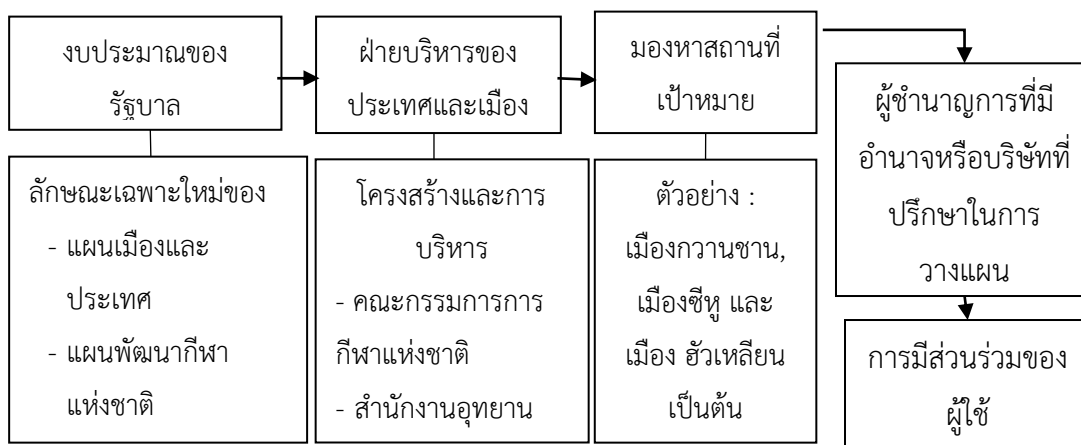 งบประมาณของ
รัฐบาล
ฝ่ายบริหารของ
ประเทศและเมือง
มองหาสถานที่
เป้าหมาย
ผู้ชำนาญการที่มี
อำนาจหรือบริษัทที่
ปรึกษาในการ
วางแผน
ลักษณะเฉพาะใหม่ของ
- แผนเมืองและ
ประเทศ
- แผนพัฒนากีฬา
แห่งชาติ
โครงสร้างและการ
บริหาร
- คณะกรรมการการ
กีฬาแห่งชาติ
- สำนักงานอุทยาน
ตัวอย่าง :
เมืองกวานซาน,
เมืองซีหู และ
เมือง ฮัวเหลียน
เป็นต้น
การมีส่วนร่วมของ
ผู้ใช้